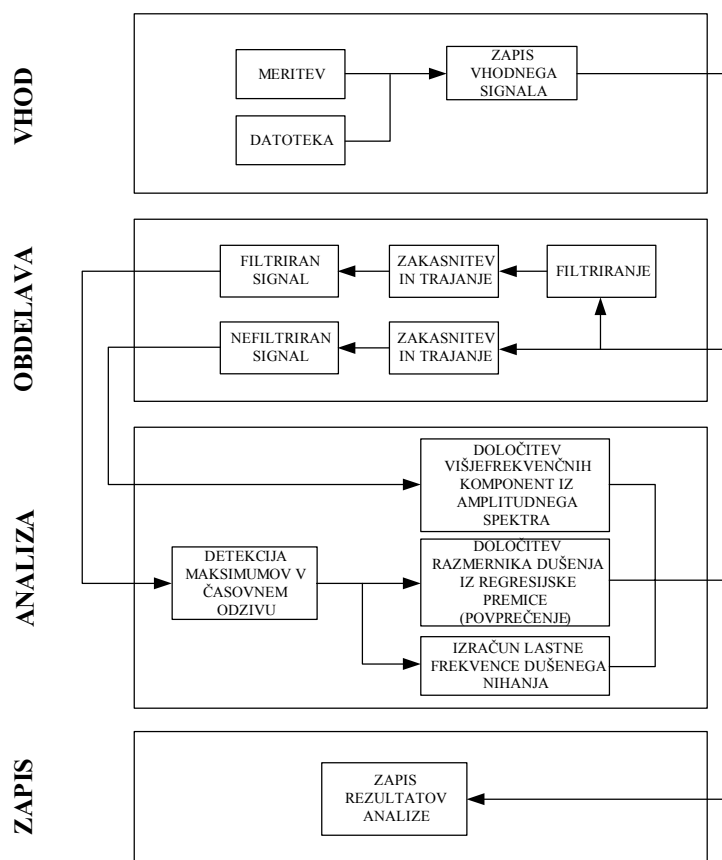 VHOD
MERITEV
DATOTEKA
ZAPIS
VHODNEGA
SIGNALA
OBDELAVA
FILTRIRAN
SIGNAL
ZAKASNITEV
IN TRAJANJE
FILTRIRANJE
NEFILTRIRAN
SIGNAL
ZAKASNITEV
IN TRAJANJE
ANALIZA
DOLOČITEV
VIŠJEFREKVENČNIH
KOMPONENT IZ
AMPLITUDNEGA
SPEKTRA
DETEKCIJA
MAKSIMUMOV V
ČASOVNEM
ODZIVU
DOLOČITEV
RAZMERNIKA DUŠENJA
IZ REGRESIJSKE
PREMICE
(POVPREČENJE)
IZRAČUN LASTNE
FREKVENCE DUŠENEGA
NIHANJA
ZAPIS
ZAPIS
REZULTATOV
ANALIZE